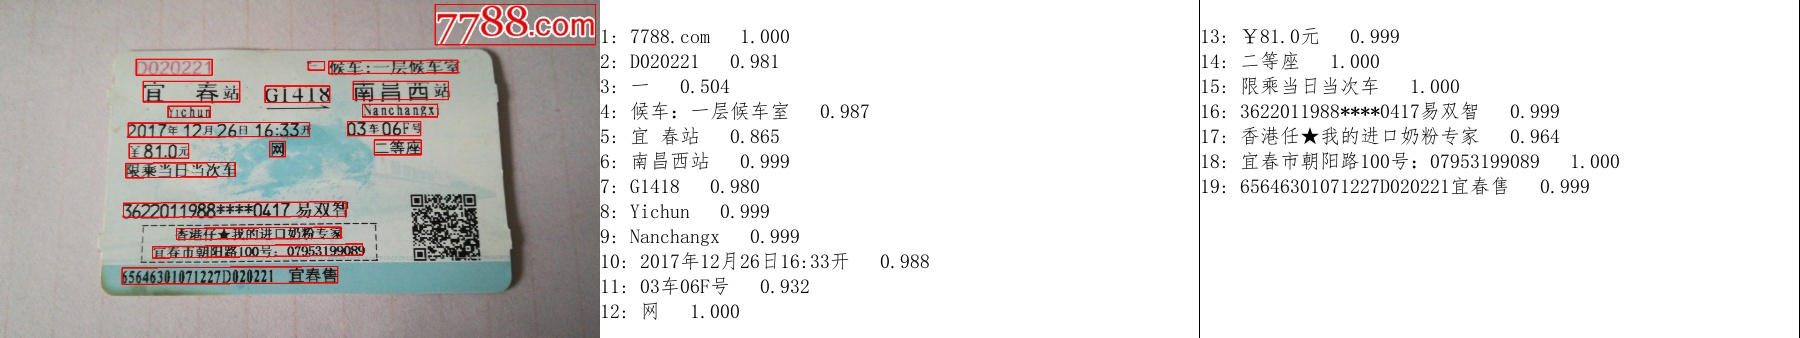 7788.com
D020221 候车:一层候车室
宜 春站 G1418 南昌西站
Yichun Nanchangx
2017年12月26日16:33开 03车06F号
￥81.0元 网 二等座
限乘当日当次车
3622011988****0417易双智
香港仔★我的进口奶粉专家
宜春市朝阳路100号: 07953199089
65646301071227D020221 宜春售
1: 7788.com 1.000
2: D020221 0.981
3: 一 0.504
4: 候车：一层候车室 0.987
5: 宜 春站 0.865
6: 南昌西站 0.999
7: G1418 0.980
8: Yichun 0.999
9: Nanchangx 0.999
10: 2017年12月26日16:33开 0.988
11: 03车06F号 0.932
12: 网 1.000
13: ￥81.0元 0.999
14: 二等座 1.000
15: 限乘当日当次车 1.000
16: 3622011988****0417易双智 0.999
17: 香港任★我的进口奶粉专家 0.964
18: 宜春市朝阳路100号：07953199089 1.000
19: 65646301071227D020221宜春售 0.999